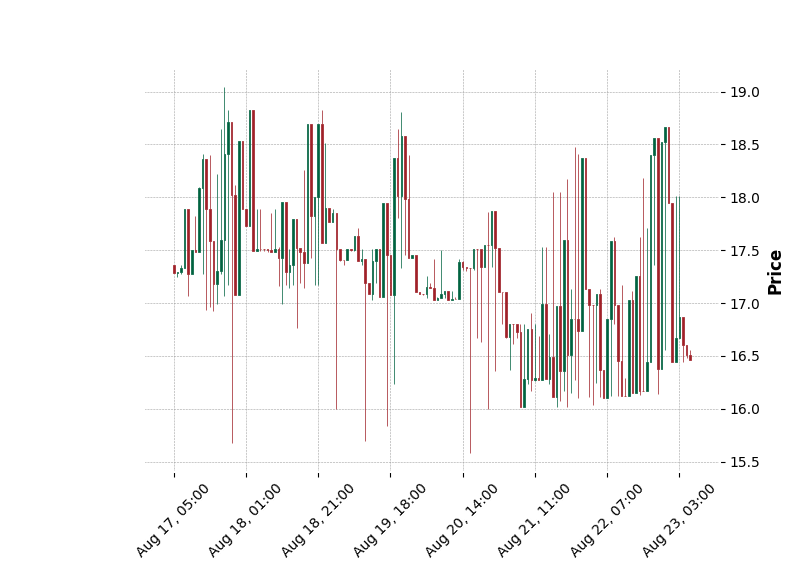 19.0
18.5
18.0
17.5
17.0
16.5
16.0
15.5
Price
Aug 17, 05:00
Aug 18, 01:00
Aug 18, 21:00
Aug 19, 18:00
Aug 20, 14:00
Aug 21, 11:00
Aug 22, 07:00
Aug 23, 03:00